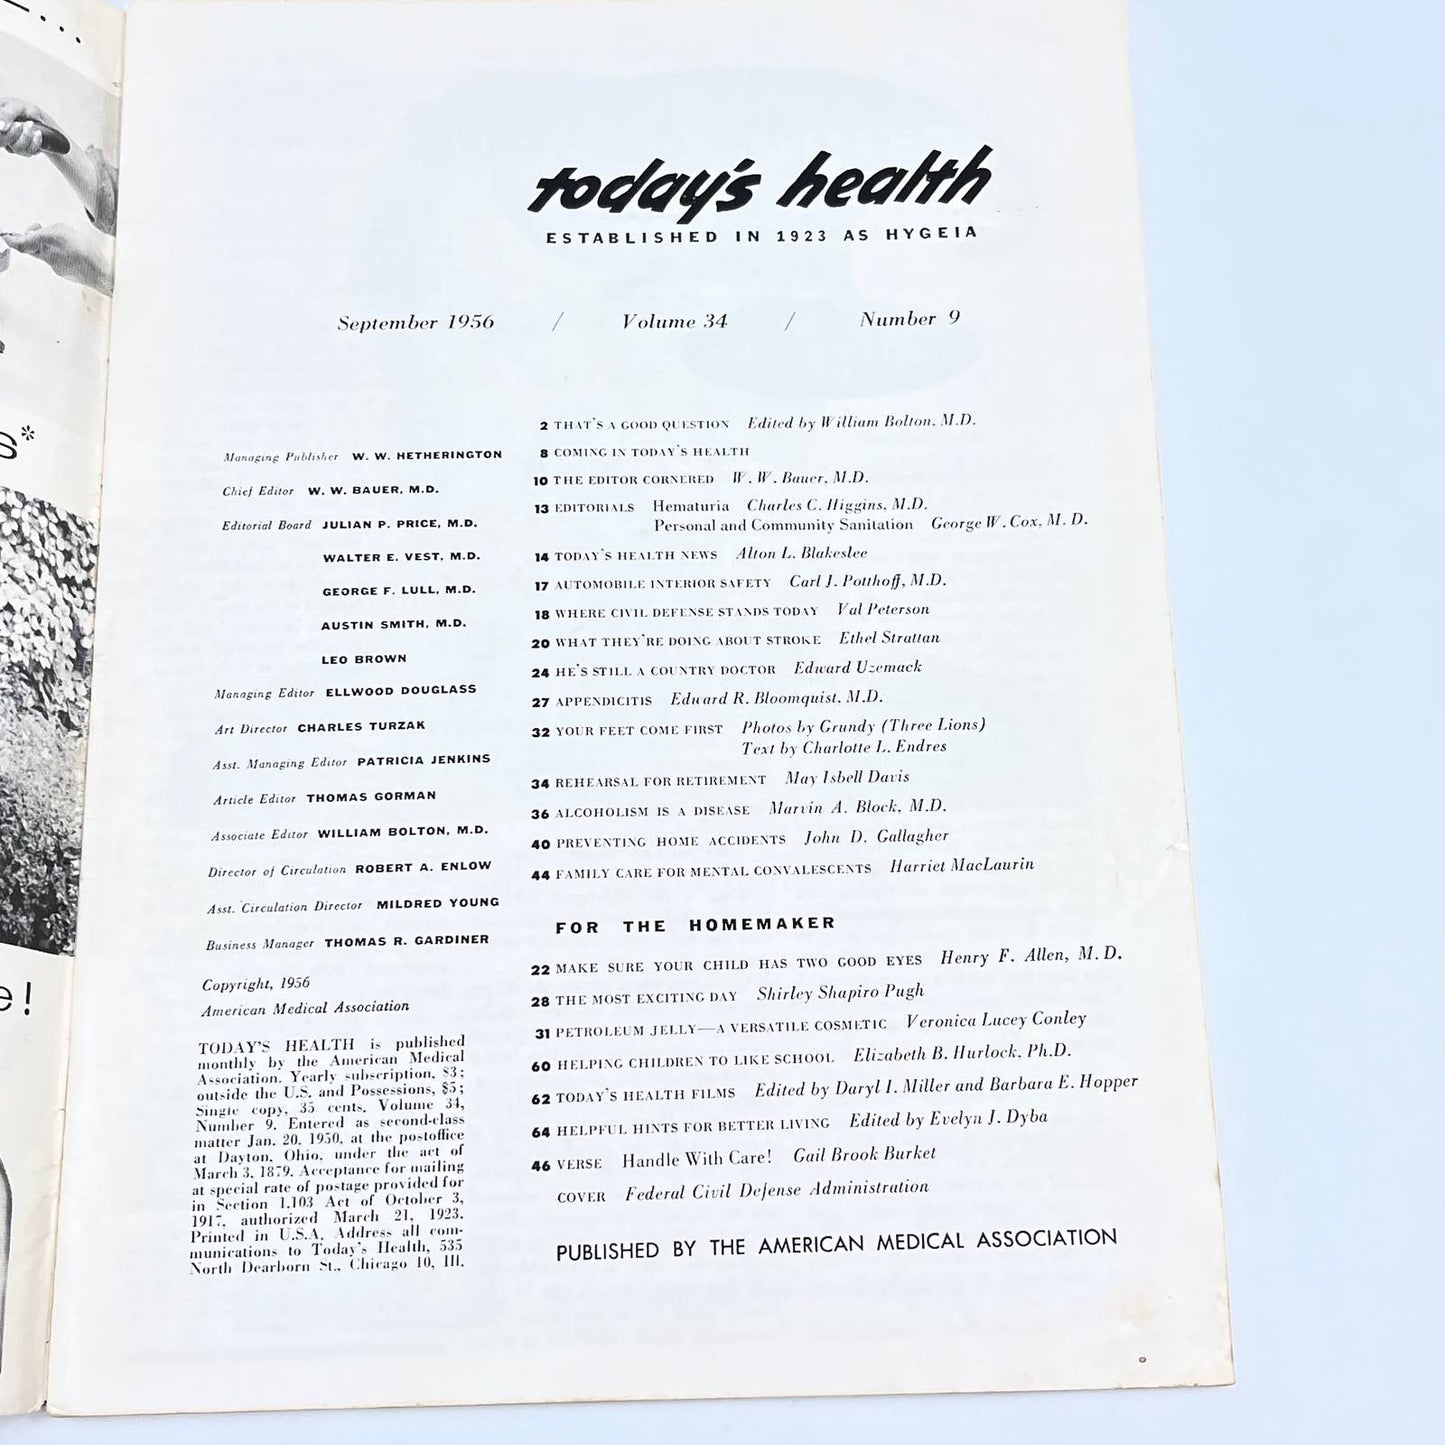 s*
e!
today's health
ESTABLISHED IN 1923 AS HYGEIA
September 1956 / Volume 34 / Number 9
Managing Publisher W. W. HETHERINGTON
Chief Editor W. W. BAUER, M.D.
Editorial Board JULIAN P. PRICE, M.D.
WALTER E. VEST, M.D.
GEORGE F. LULL, M.D.
AUSTIN SMITH, M.D.
LEO BROWN
Managing Editor ELLWOOD DOUGLASS
Art Director CHARLES TURZAK
Asst. Managing Editor PATRICIA JENKINS
Article Editor THOMAS GORMAN
Associate Editor WILLIAM BOLTON, M.D.
Director of Circulation ROBERT A. ENLOW
Asst. Circulation Director MILDRED YOUNG
Business Manager THOMAS R. GARDINER
Copyright, 1956
American Medical Association
TODAY'S HEALTH is published
monthly by the American Medical
Association. Yearly subscription, $3;
outside the U.S. and Possessions, $5;
Single copy, 35 cents. Volume 34,
Number 9. Entered as second-class
matter Jan. 20, 1950, at the postoffice
at Dayton, Ohio, under the act of
March 3, 1879. Acceptance for mailing
at special rate of postage provided for
in Section 1.103 Act of October 3,
1917, authorized March 21, 1923.
Printed in U.S.A. Address all com-
munications to Today's Health, 535
North Dearborn St., Chicago 10, Ill.
2 THAT'S A GOOD QUESTION Edited by William Bolton, M.D.
8 COMING IN TODAY'S HEALTH
10 THE EDITOR CORNERED W. W. Bauer, M.D.
13 EDITORIALS Hematuria Charles C. Higgins, M.D.
Personal and Community Sanitation George W. Cox, M. D.
14 TODAY'S HEALTH NEWS Alton L. Blakeslee
17 AUTOMOBILE INTERIOR SAFETY Carl J. Potthoff, M.D.
18 WHERE CIVIL DEFENSE STANDS TODAY Val Peterson
20 WHAT THEY'RE DOING ABOUT STROKE Ethel Strattan
24 HE'S STILL A COUNTRY DOCTOR Edward Uzemack
27 APPENDICITIS Edward R. Bloomquist, M.D.
32 YOUR FEET COME FIRST Photos by Grundy (Three Lions)
Text by Charlotte L. Endres
34 REHEARSAL FOR RETIREMENT May Isbell Davis
36 ALCOHOLISM IS A DISEASE Marvin A. Block, M.D.
40 PREVENTING HOME ACCIDENTS John D. Gallagher
44 FAMILY CARE FOR MENTAL CONVALESCENTS Harriet MacLaurin
FOR THE HOMEMAKER
22 MAKE SURE YOUR CHILD HAS TWO GOOD EYES Henry F. Allen, M.D.
28 THE MOST EXCITING DAY Shirley Shapiro Pugh
31 PETROLEUM JELLY—A VERSATILE COSMETIC Veronica Lucey Conley
60 HELPING CHILDREN TO LIKE SCHOOL Elizabeth B. Hurlock, Ph.D.
62 TODAY'S HEALTH FILMS Edited by Daryl I. Miller and Barbara E. Hopper
64 HELPFUL HINTS FOR BETTER LIVING Edited by Evelyn J. Dyba
46 VERSE Handle With Care! Gail Brook Burket
COVER Federal Civil Defense Administration
PUBLISHED BY THE AMERICAN MEDICAL ASSOCIATION